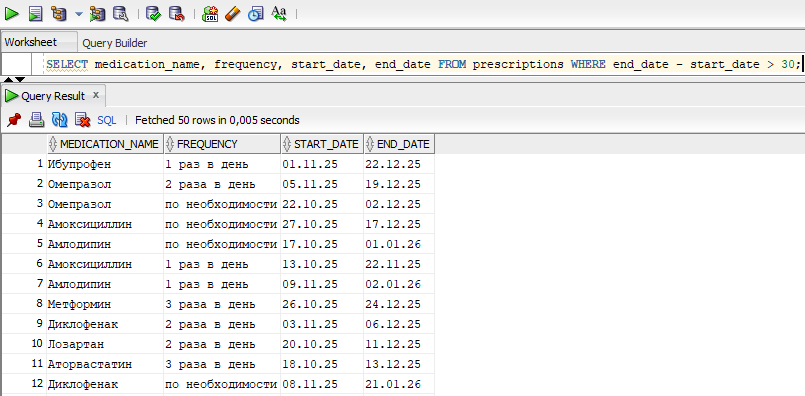 Worksheet Query Builder
SELECT medication_name, frequency, start_date, end_date FROM prescriptions WHERE end_date - start_date > 30;
Query Result x
SQL | Fetched 50 rows in 0,005 seconds
MEDICATION_NAME FREQUENCY START_DATE END_DATE
1 Ибупрофен 1 раз в день 01.11.25 22.12.25
2 Омепразол 2 раза в день 05.11.25 19.12.25
3 Омепразол по необходимости 22.10.25 02.12.25
4 Амоксициллин по необходимости 27.10.25 17.12.25
5 Амлодипин по необходимости 17.10.25 01.01.26
6 Амоксициллин 1 раз в день 13.10.25 22.11.25
7 Амлодипин 1 раз в день 09.11.25 02.01.26
8 Метформин 3 раза в день 26.10.25 24.12.25
9 Диклофенак 2 раза в день 03.11.25 06.12.25
10 Лозартан 2 раза в день 20.10.25 11.12.25
11 Аторвастатин 3 раза в день 18.10.25 13.12.25
12 Диклофенак по необходимости 08.11.25 21.01.26